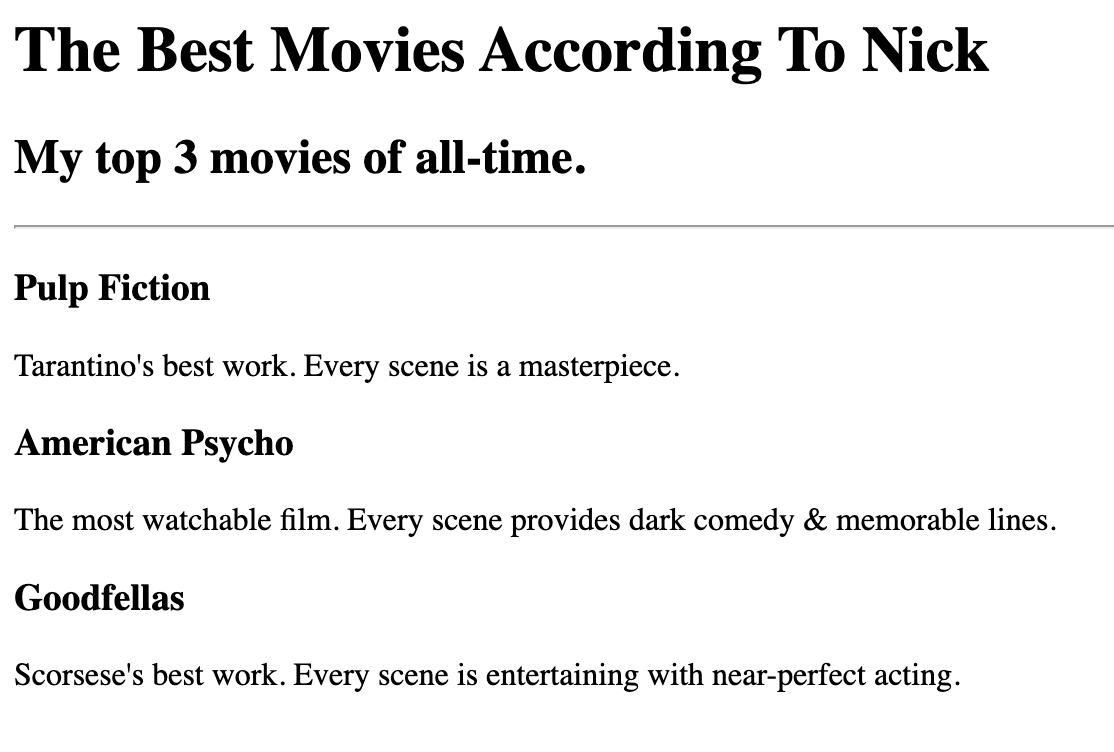 The Best Movies According To Nick
My top 3 movies of all-time.
Pulp Fiction
Tarantino's best work. Every scene is a masterpiece.
American Psycho
The most watchable film. Every scene provides dark comedy & memorable lines.
Goodfellas
Scorsese's best work. Every scene is entertaining with near-perfect acting.